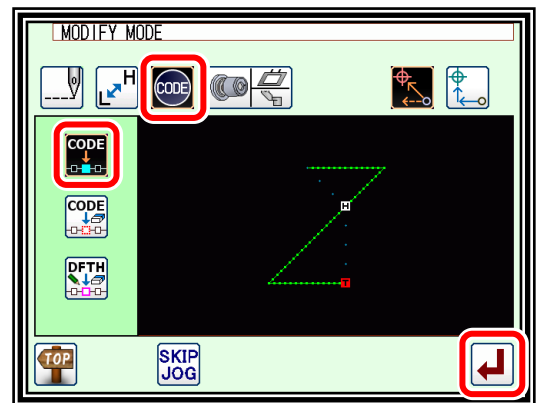 MODIFY MODE
L H
CODE
CODE
CODE
DFTH
H
T
TOP
SKIP
JOG